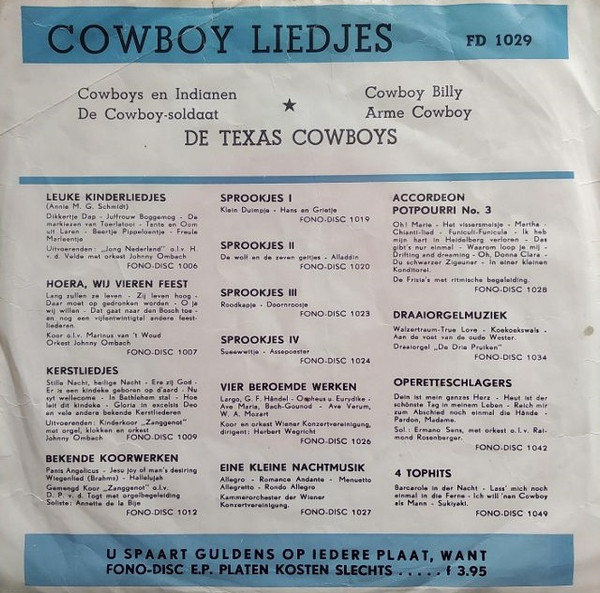 COWBOY LIEDJES FD 1029
Cowboys en Indianen
De Cowboy-soldaat
★
Cowboy Billy
Arme Cowboy
DE TEXAS COWBOYS
LEUKE KINDERLIEDJES
(Annie M. G. Schmidt)
Dikkertje Dap - Juffrouw Boggemog - De
markiezen van Toerlatooi - Tante en Oom
uit Laren - Beertje Pippeloentje - Freule
Marleentje
Uitvoerenden: „Jong Nederland" o.l.v. H.
v. d. Velde met orkest Johnny Ombach
FONO-DISC 1006
HOERA, WIJ VIEREN FEEST
Lang zullen ze leven - Zij leven hoog -
Daar moet op gedronken worden - O ja
wij willen - Dat gaat naar den Bosch toe -
en nog een vijfentwintigtal andere feest-
liederen.
Koor o.l.v. Marinus van 't Woud
Orkest Johnny Ombach
FONO-DISC 1007
KERSTLIEDJES
Stille Nacht, heilige Nacht - Ere zij God -
Er is een kindeke geboren op d'aard - Nu
syt wellecome - In Bethlehem stal - Hoe
leit dit kindeke - Gloria in excelsis Deo
en vele andere bekende Kerstliederen
Uitvoerenden: Kinderkoor „Zanggenot"
met orgel, klokken en orkest
Johnny Ombach
FONO-DISC 1009
BEKENDE KOORWERKEN
Panis Angelicus - Jesu joy of man's desiring
Wiegenlied (Brahms) - Hallelujah
Gemengd Koor „Zanggenot" o.l.v.
D. P. v. d. Togt met orgelbegeleiding
Soliste: Annette de la Bije
FONO-DISC 1012
SPROOKJES I
Klein Duimpje - Hans en Grietje
FONO-DISC 1019
SPROOKJES II
De wolf en de zeven geitjes - Alladdin
FONO-DISC 1020
SPROOKJES III
Roodkapje - Doornroosje
FONO-DISC 1023
SPROOKJES IV
Sneewwitje - Assepoester
FONO-DISC 1024
VIER BEROEMDE WERKEN
Largo, G. F. Händel - Orpheus u. Eurydike -
Ave Maria, Bach-Gounod - Ave Verum,
W. A. Mozart
Koor en orkest Wiener Konzertvereinigung,
dirigent: Herbert Wegricht
FONO-DISC 1026
EINE KLEINE NACHTMUSIK
Allegro - Romance Andante - Menuetto
Allegretto - Rondo Allegro
Kammerorchester der Wiener
Konzertvereinigung.
FONO-DISC 1027
ACCORDEON
POTPOURRI No. 3
Oh! Marie - Het vissersmeisje - Martha -
Chianti-lied - Funiculi-Funicula - Ik heb
mijn hart in Heidelberg verloren - Das
gibt's nur einmal - Waarom loop je mij -
Drifting and dreaming - Oh, Donna Clara -
Du schwarzer Zigeuner - In einer kleinen
Konditorei.
De Frisie's met ritmische begeleiding.
FONO-DISC 1028
DRAAIORGELMUZIEK
Walzertraum-True Love - Koekoekswals -
Aan de voet van de oude Wester.
Draaiorgel „De Drie Pruiken"
FONO-DISC 1034
OPERETTESCHLAGERS
Dein ist mein ganzes Herz - Heut ist der
schönste Tag in meinem Leben - Reich mir
zum Abschied noch einmal die Hände -
Pardon, Madame.
Sol.: Ermano Sens, met orkest o.l.v. Rai-
mond Rosenberger.
FONO-DISC 1042
4 TOPHITS
Barcarole in der Nacht - Lass' mich noch
einmal in die Ferne - Ich will 'nen Cowboy
als Mann - Sukiyaki.
FONO-DISC 1049
U SPAART GULDENS OP IEDERE PLAAT, WANT
FONO-DISC E.P. PLATEN KOSTEN SLECHTS ..... f 3.95